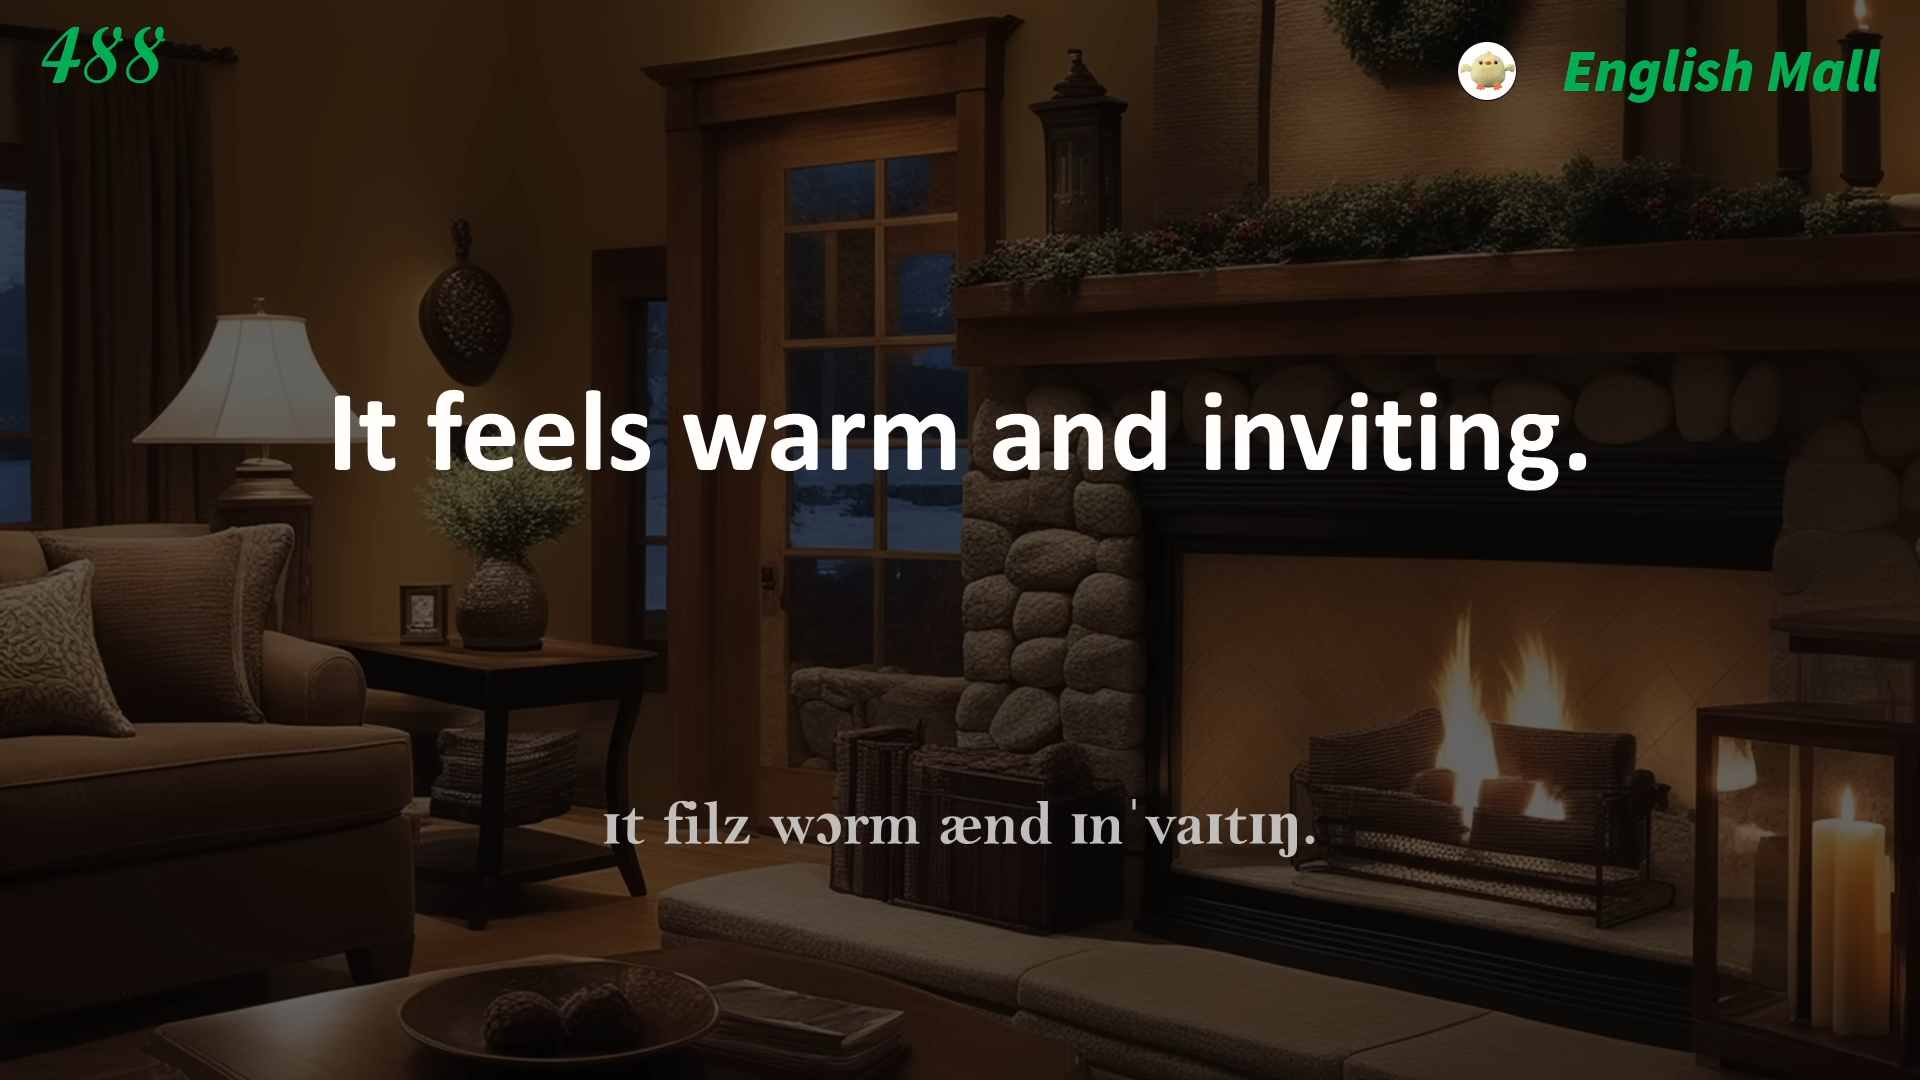 488
English Mall
It feels warm and inviting.
ɪt filz wɔrm ænd ɪnˈvaɪtɪŋ.